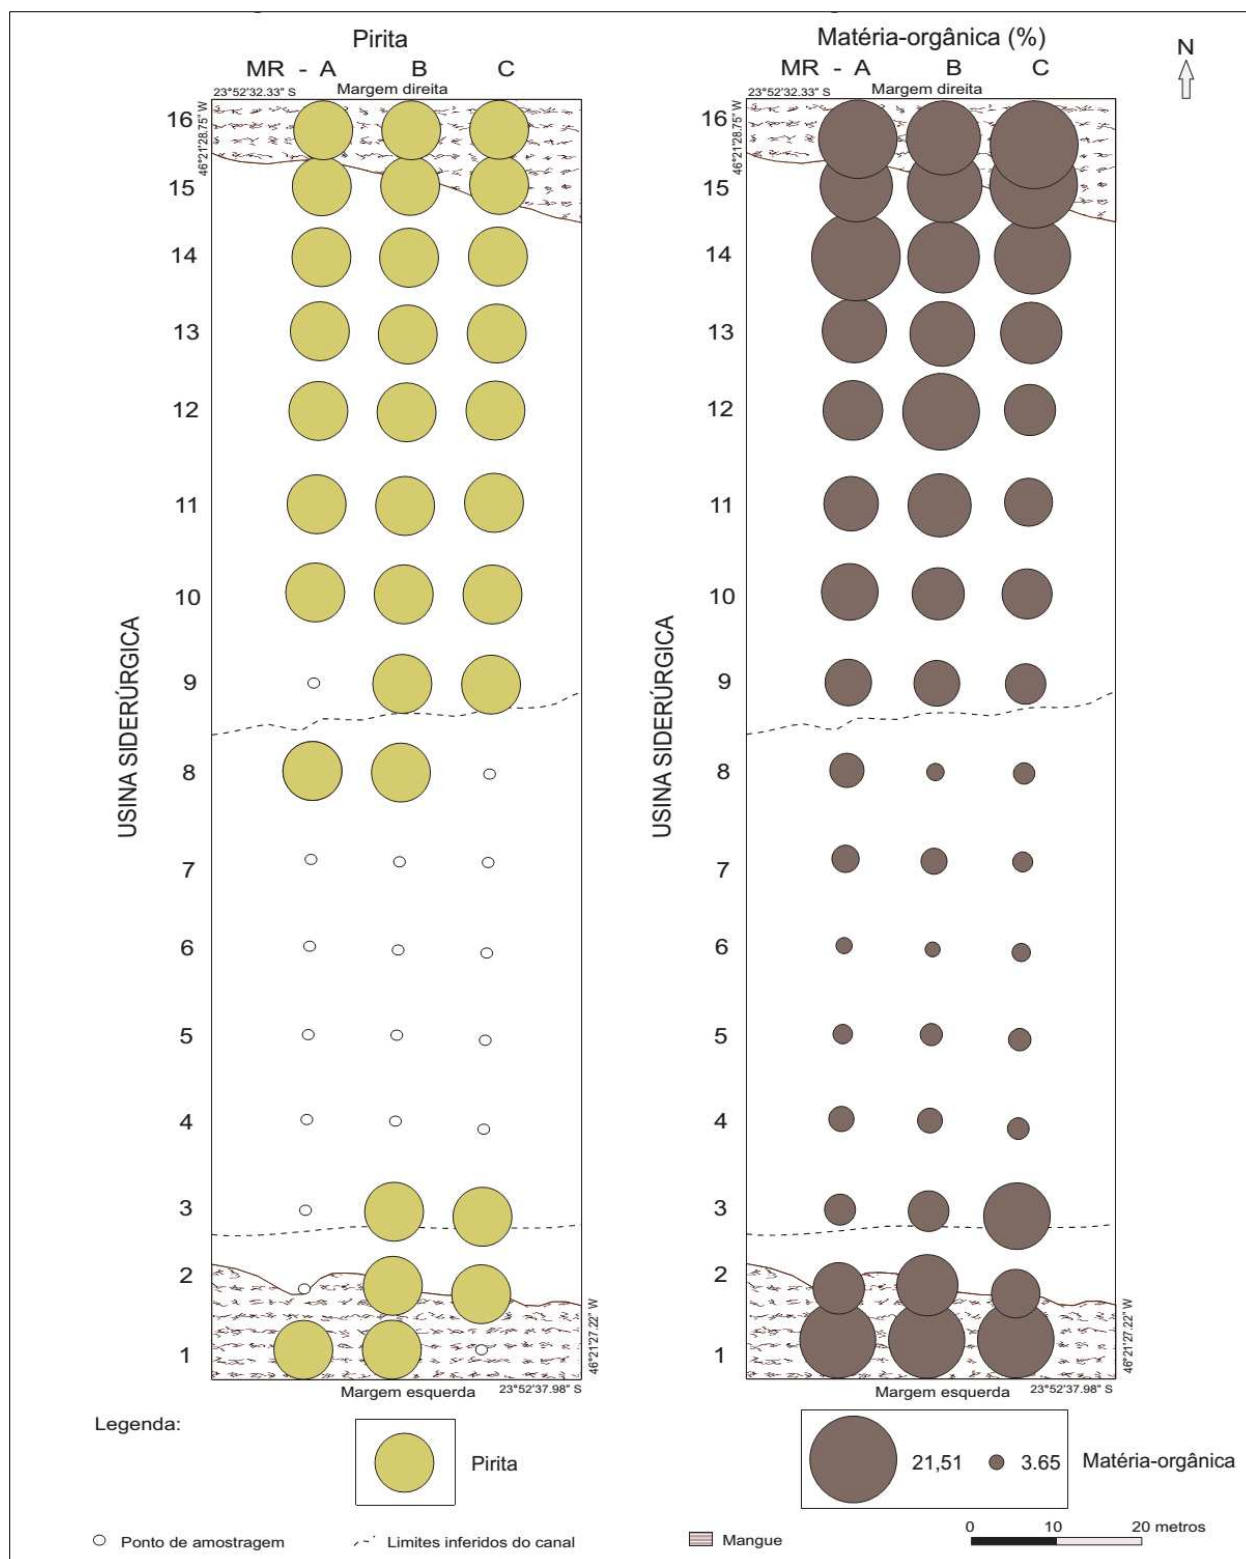 Pirita
MR - A B C
Margem direita
23°52'32.33" S
46°21'28.75" W
16
15
14
13
12
11
10
9
8
7
6
5
4
3
2
1
USINA SIDERÚRGICA
46°21'27.22" W
Margem esquerda 23°52'37.98" S
Matéria-orgânica (%)
MR - A B C
Margem direita
23°52'32.33" S
46°21'28.75" W
16
15
14
13
12
11
10
9
8
7
6
5
4
3
2
1
USINA SIDERÚRGICA
46°21'27.22" W
Margem esquerda 23°52'37.98" S
N
Legenda:
Pirita
21,51 3.65 Matéria-orgânica
Ponto de amostragem
Limites inferidos do canal
Mangue
0 10 20 metros